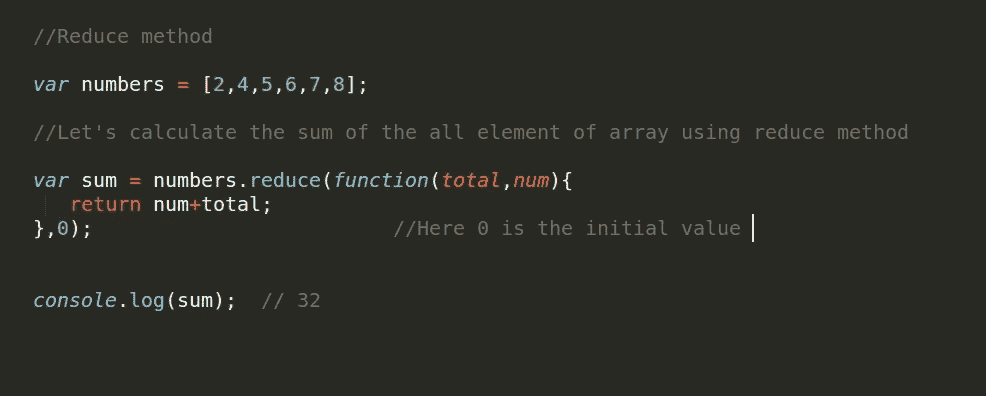 //Reduce method
var numbers = [2,4,5,6,7,8];
//Let's calculate the sum of the all element of array using reduce method
var sum = numbers.reduce(function(total,num){
return num+total;
},0); //Here 0 is the initial value
console.log(sum); // 32